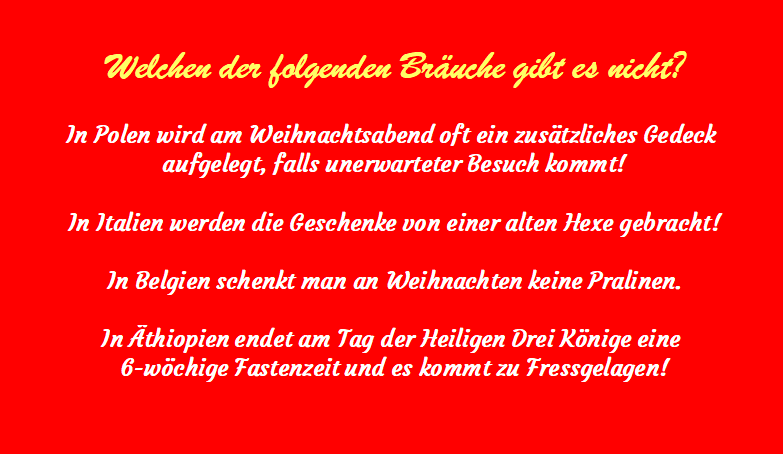 Welchen der folgenden Bräuche gibt es nicht?
In Polen wird am Weihnachtsabend oft ein zusätzliches Gedeck
aufgelegt, falls unerwarteter Besuch kommt!
In Italien werden die Geschenke von einer alten Hexe gebracht!
In Belgien schenkt man an Weihnachten keine Pralinen.
In Äthiopien endet am Tag der Heiligen Drei Könige eine
6-wöchige Fastenzeit und es kommt zu Fressgelagen!